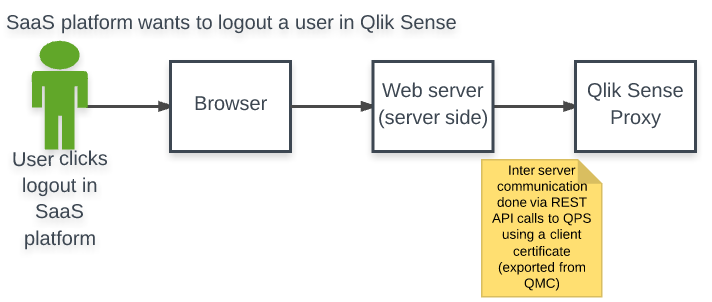 SaaS platform wants to logout a user in Qlik Sense
User clicks
logout in
SaaS
platform
Browser
Web server
(server side)
Qlik Sense
Proxy
Inter server
communication
done via REST
API calls to QPS
using a client
certificate
(exported from
QMC)